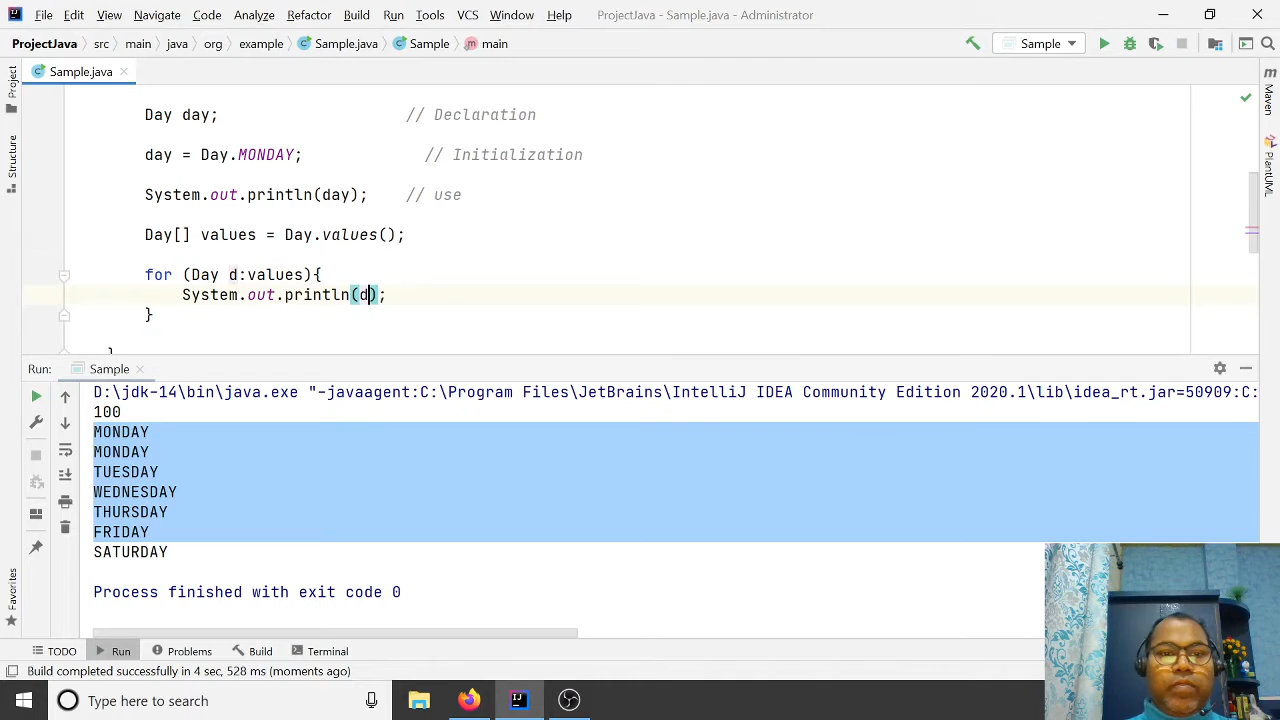 File Edit View Navigate Code Analyze Refactor Build Run Tools VCS Window Help ProjectJava - Sample.java - Administrator
ProjectJava src main java org example Sample.java Sample main Sample
Sample.java
Project
Structure
Favorites
Maven
PlantUML
Day day; // Declaration
day = Day.MONDAY; // Initialization
System.out.println(day); // use
Day[] values = Day.values();
for (Day d:values){
System.out.println(d);
}
}
Run: Sample
D:\jdk-14\bin\java.exe "-javaagent:C:\Program Files\JetBrains\IntelliJ IDEA Community Edition 2020.1\lib\idea_rt.jar=50909:C:
100
MONDAY
MONDAY
TUESDAY
WEDNESDAY
THURSDAY
FRIDAY
SATURDAY
Process finished with exit code 0
TODO Run Problems Build Terminal
Build completed successfully in 4 sec, 528 ms (moments ago)
Type here to search